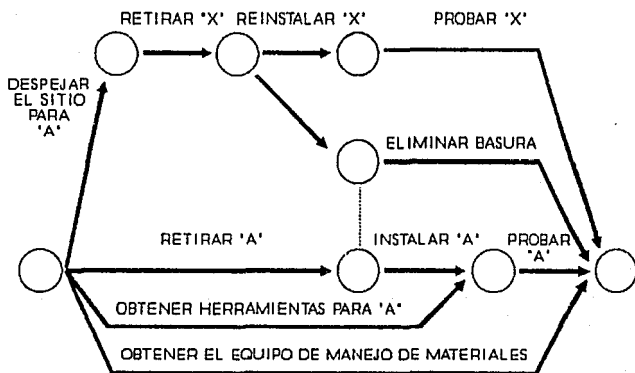 RETIRAR "X"
REINSTALAR "X"
PROBAR "X"
DESPEJAR
EL SITIO
PARA
"A"
ELIMINAR BASURA
RETIRAR "A"
INSTALAR "A"
PROBAR
"A"
OBTENER HERRAMIENTAS PARA "A"
OBTENER EL EQUIPO DE MANEJO DE MATERIALES